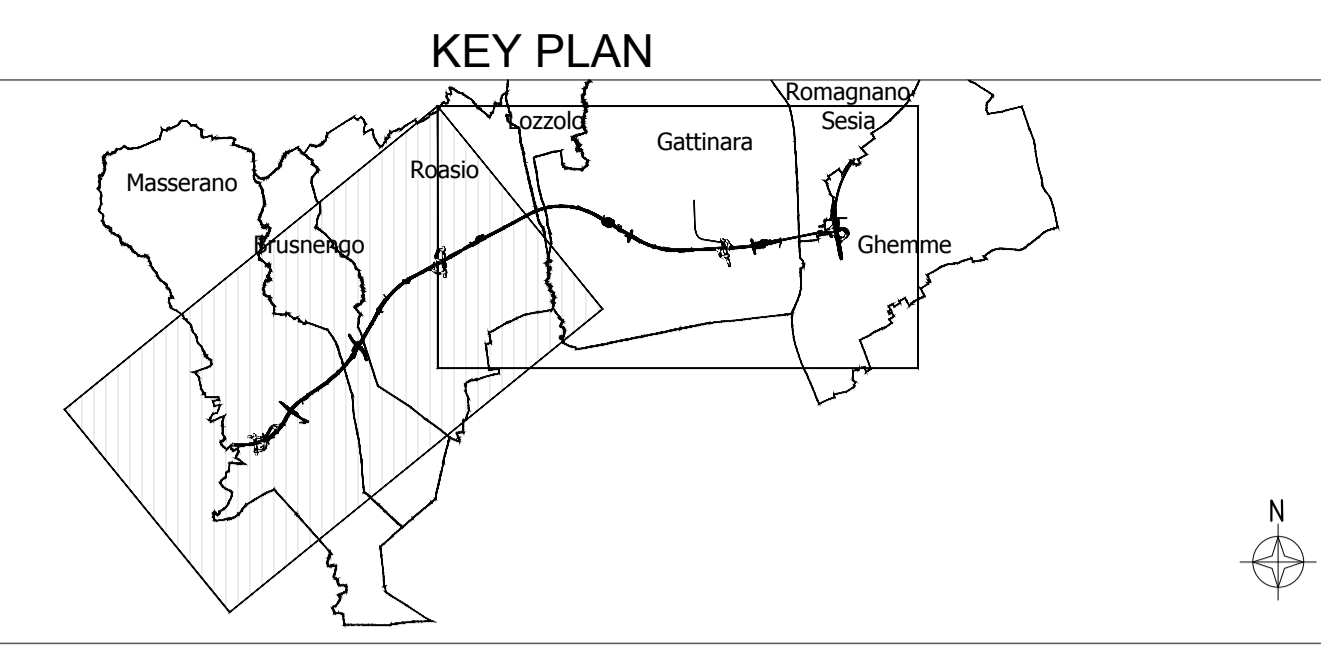 KEY PLAN
Romagnano
Sesia
Lozzolo
Gattinara
Roasio
Masserano
Brusnengo
Ghemme
N